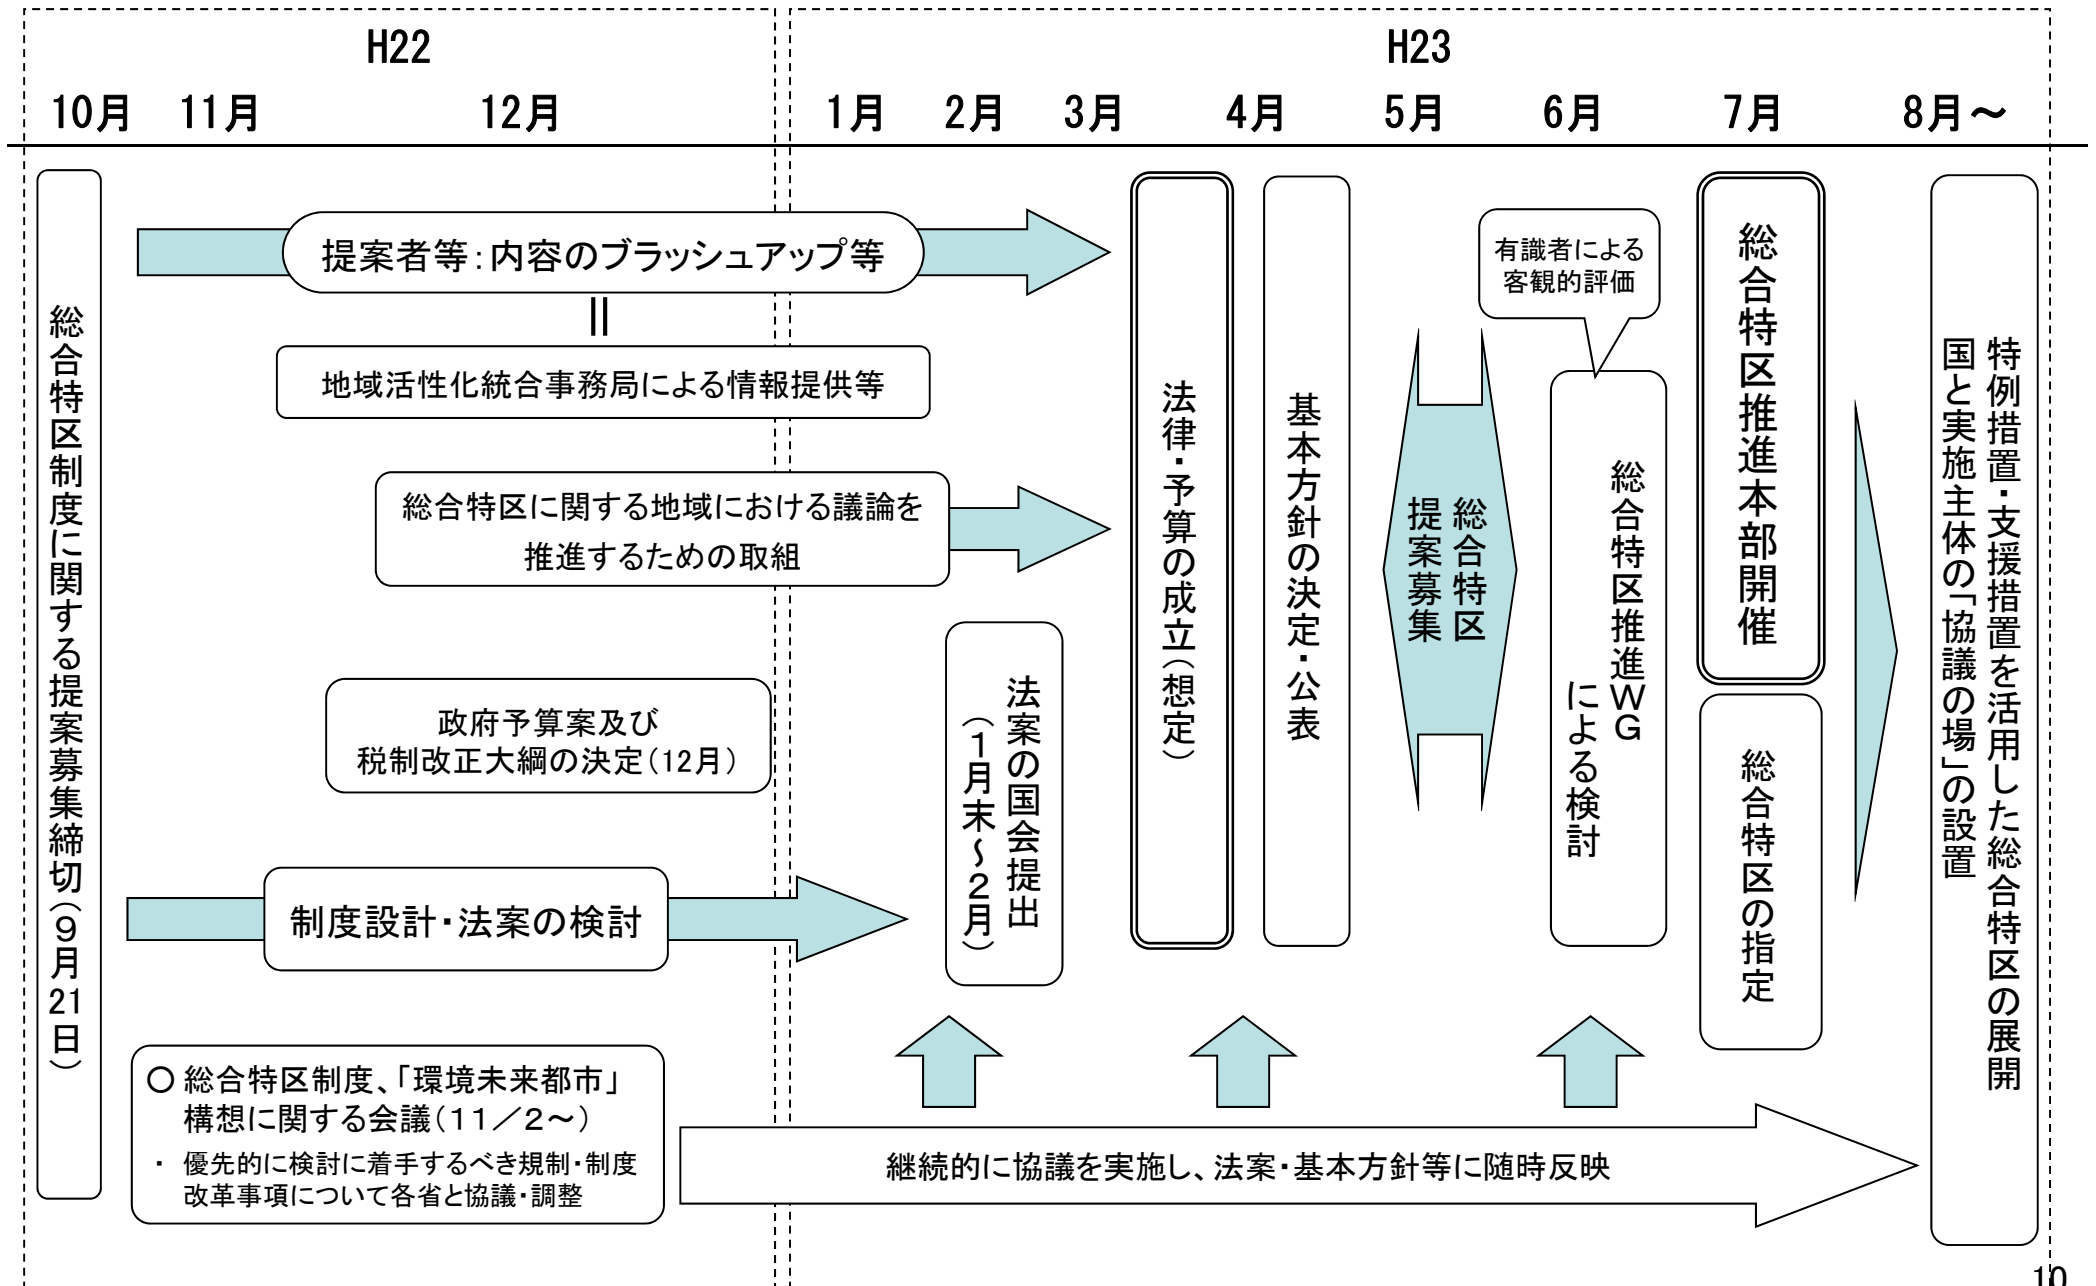 H22
H23
10月
11月
12月
1月
2月
3月
4月
5月
6月
7月
8月～
総合特区制度に関する提案募集締切（９月21日）
提案者等：内容のブラッシュアップ等
||
地域活性化統合事務局による情報提供等
総合特区に関する地域における議論を
推進するための取組
政府予算案及び
税制改正大綱の決定（12月）
制度設計・法案の検討
〇 総合特区制度、「環境未来都市」
構想に関する会議（１１／２～）
・ 優先的に検討に着手するべき規制・制度
改革事項について各省と協議・調整
法案の国会提出
（１月末～２月）
法律・予算の成立（想定）
基本方針の決定・公表
総合特区
提案募集
有識者による
客観的評価
総合特区推進ＷＧ
による検討
総合特区推進本部開催
総合特区の指定
特例措置・支援措置を活用した総合特区の展開
国と実施主体の「協議の場」の設置
継続的に協議を実施し、法案・基本方針等に随時反映
10